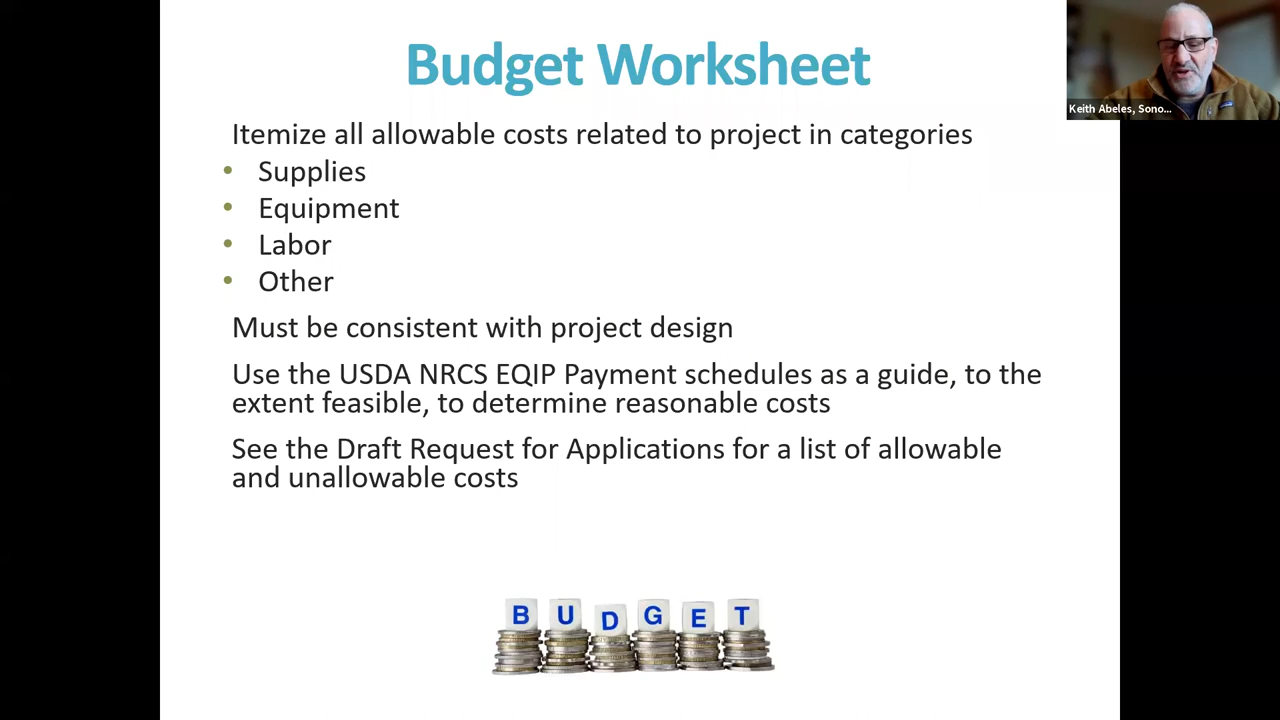 Budget Worksheet
Keith Abeles, Sono...
Itemize all allowable costs related to project in categories
• Supplies
• Equipment
• Labor
• Other
Must be consistent with project design
Use the USDA NRCS EQIP Payment schedules as a guide, to the
extent feasible, to determine reasonable costs
See the Draft Request for Applications for a list of allowable
and unallowable costs
BUDGET